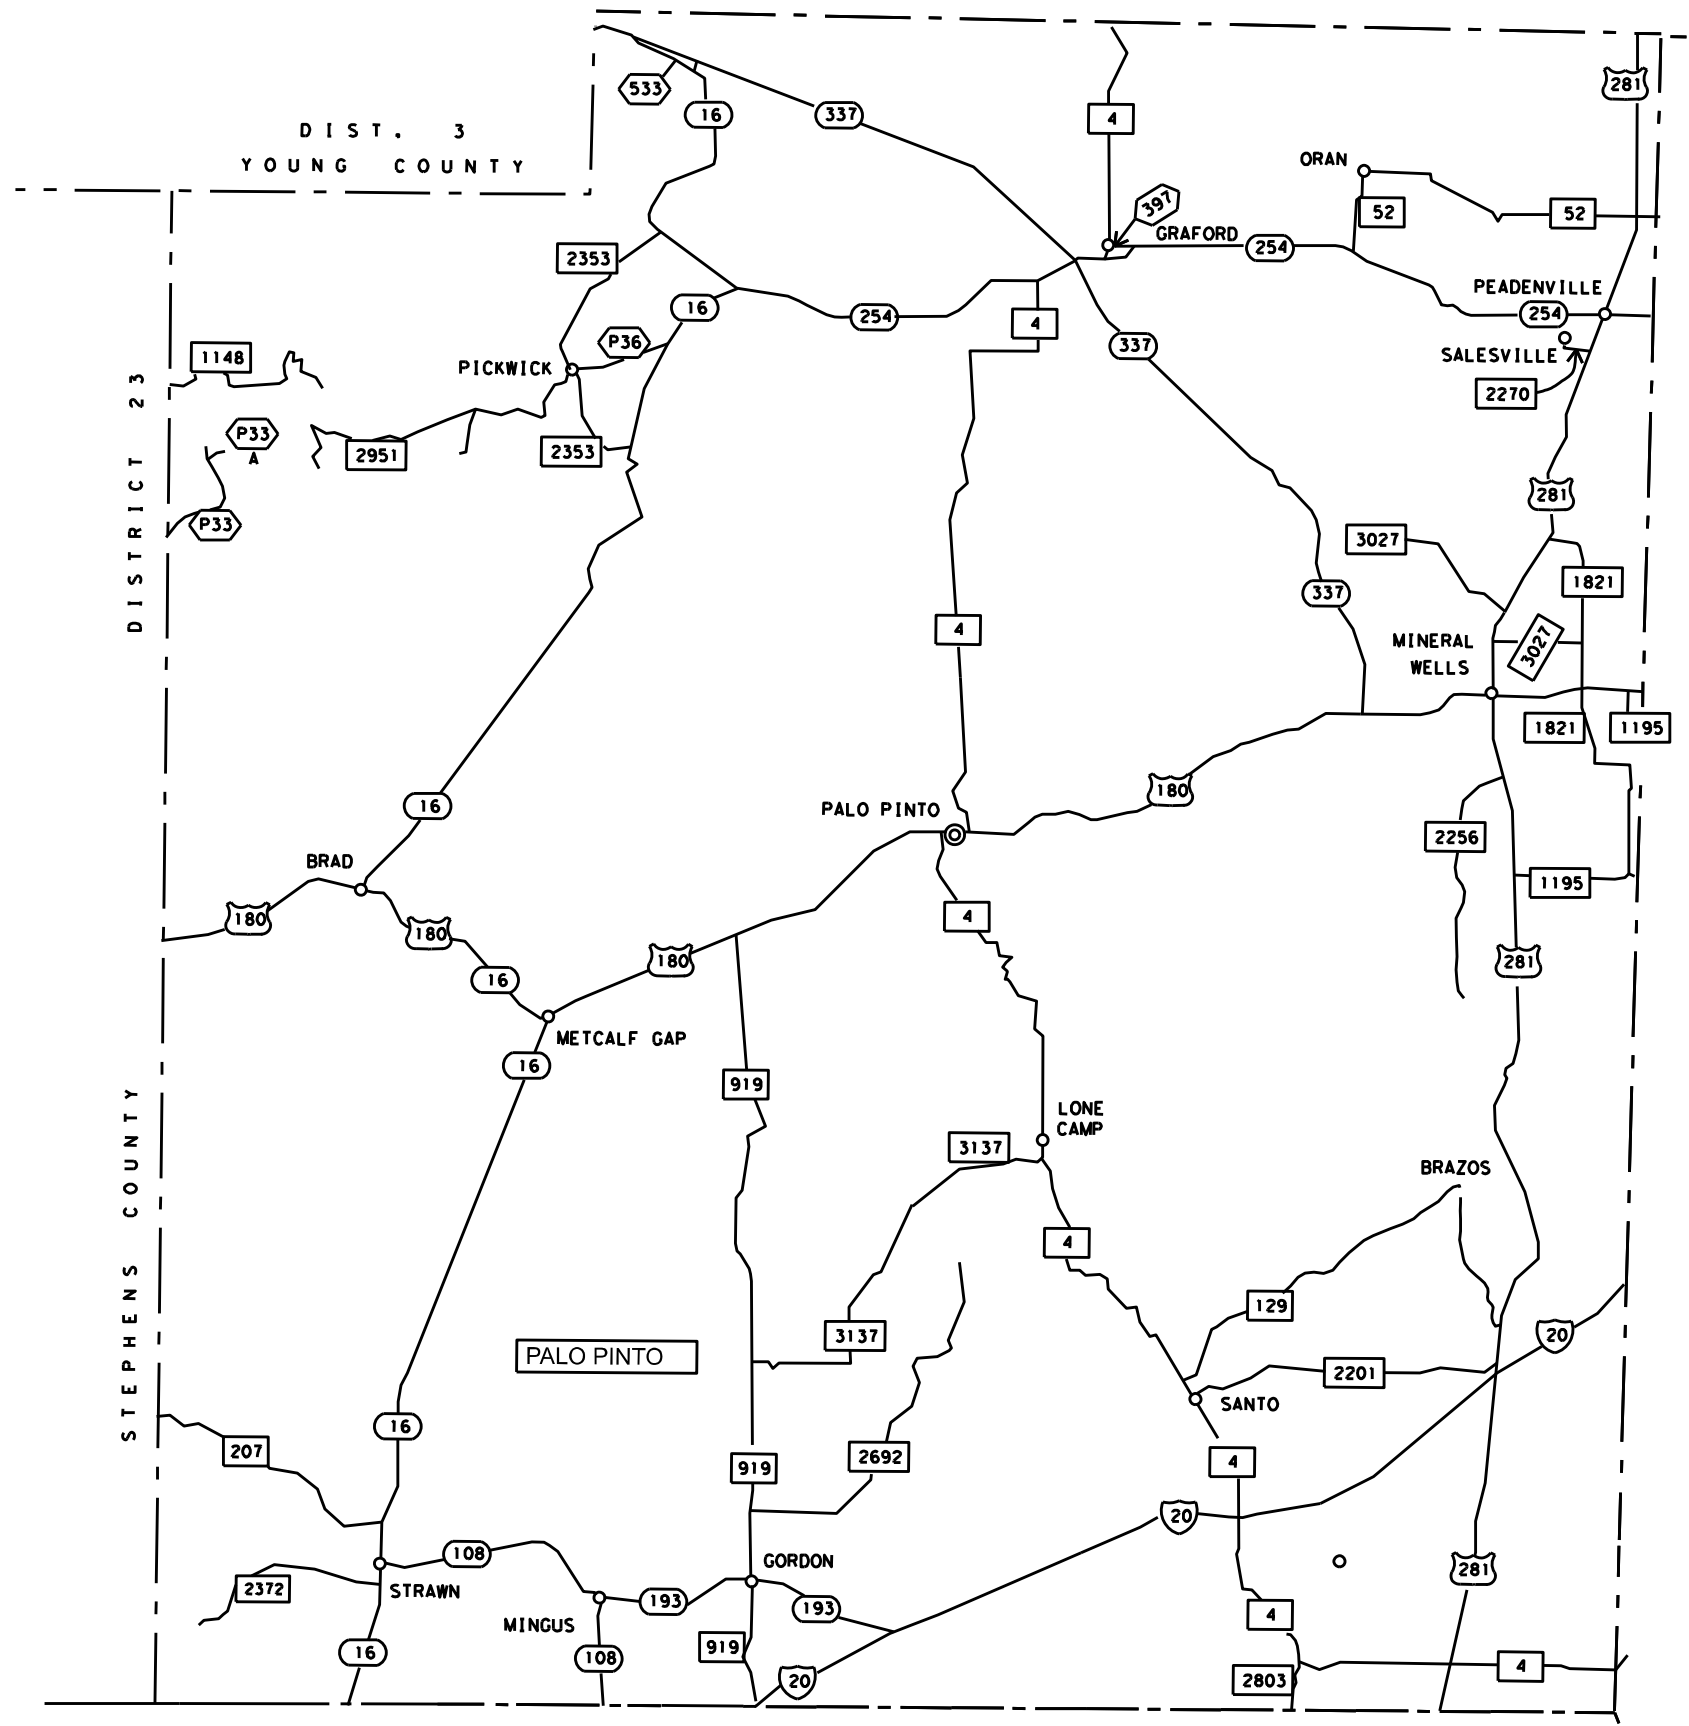 281
533
16
337
4
DIST. 3
YOUNG COUNTY
ORAN
397
52
52
GRAFORD
254
2353
PEADENVILLE
16
254
254
4
P36
337
1148
PICKWICK
SALESVILLE
2270
DISTRICT 23
P33
A
2951
2353
281
P33
3027
1821
337
4
MINERAL
WELLS
3027
1821
1195
180
16
PALO PINTO
2256
BRAD
1195
180
4
180
180
281
16
METCALF GAP
16
919
STEPHENS COUNTY
LONE
CAMP
3137
BRAZOS
4
129
3137
20
PALO PINTO
2201
SANTO
16
207
2692
4
919
20
108
GORDON
281
2372
STRAWN
193
193
MINGUS
4
919
16
108
4
20
2803